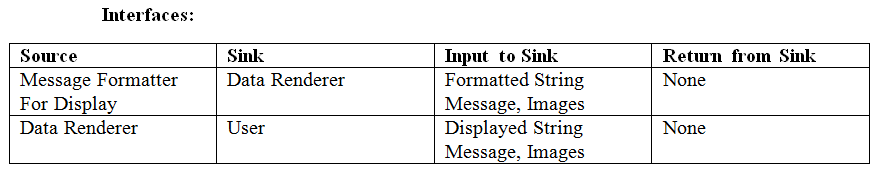 Interfaces:
Source Sink Input to Sink Return from Sink
Message Formatter Data Renderer Formatted String None
For Display Message, Images
Data Renderer User Displayed String None
Message, Images